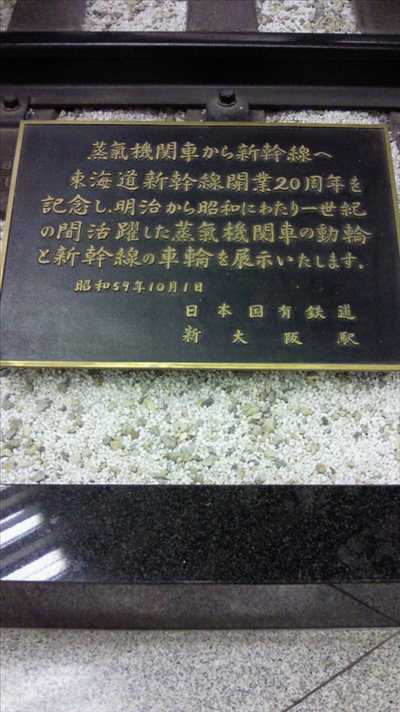 蒸氣機関車から新幹線へ
東海道新幹線開業20周年を
記念し、明治から昭和にわたり一世紀
の間活躍した蒸氣機関車の動輪
と新幹線の車輪を展示いたします。
昭和59年10月1日
日本国有鉄道
新大阪駅